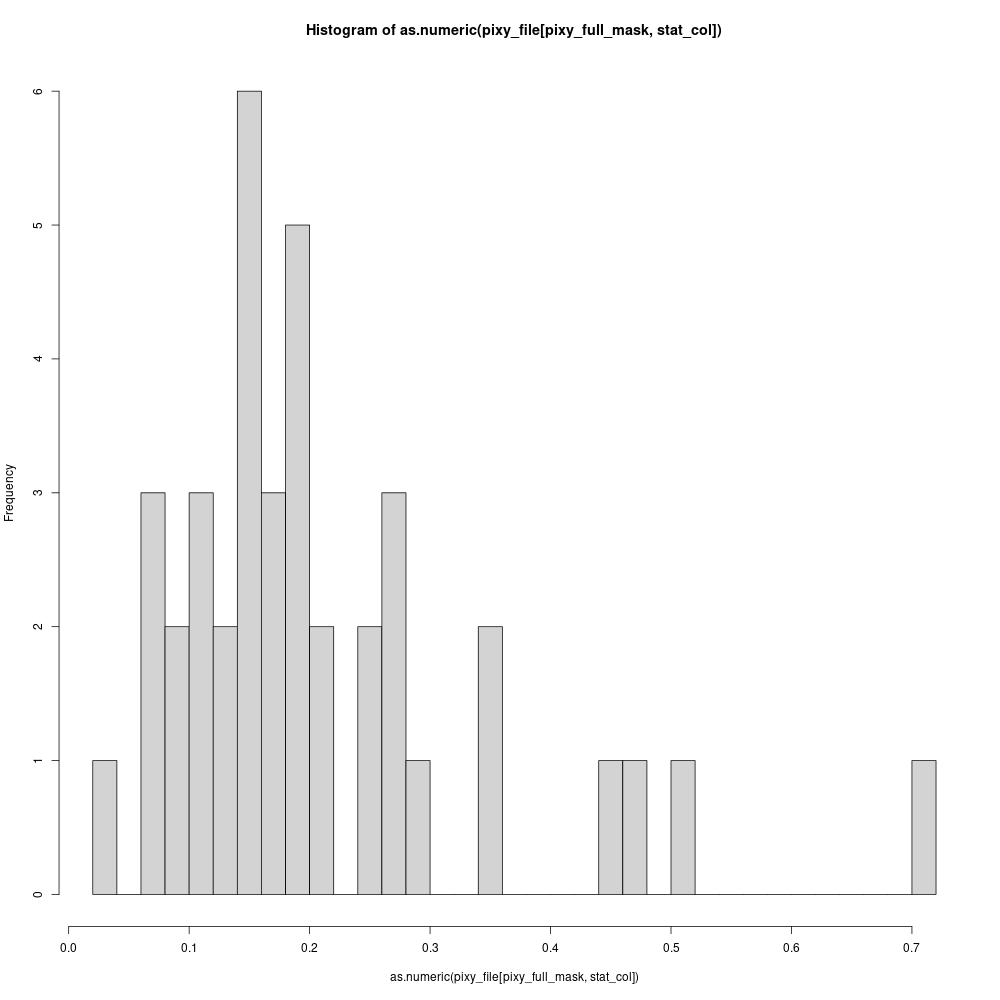 Histogram of as.numeric(pixy_file[pixy_full_mask, stat_col])
Frequency
6
5
4
3
2
1
0
0.0 0.1 0.2 0.3 0.4 0.5 0.6 0.7
as.numeric(pixy_file[pixy_full_mask, stat_col])